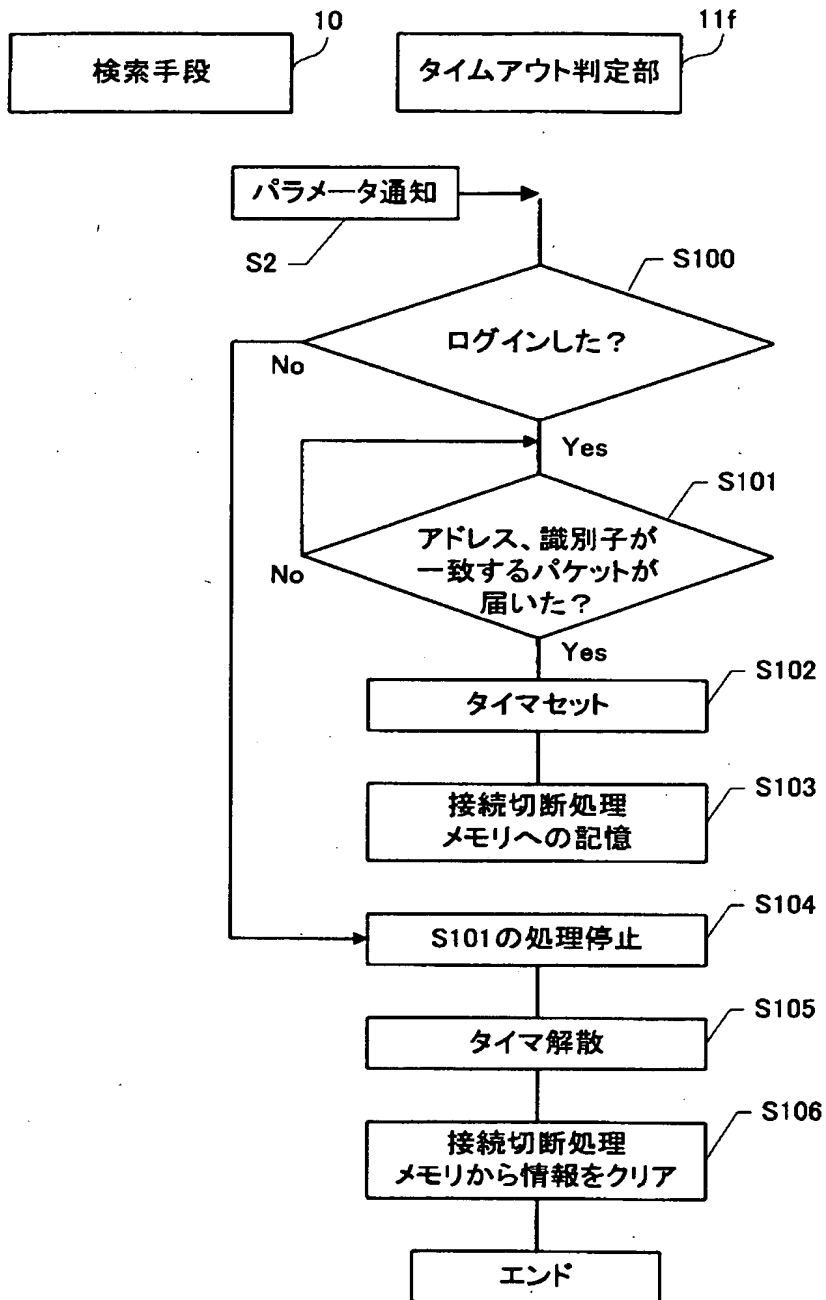 10
検索手段
11f
タイムアウト判定部
パラメータ通知
S2
S100
ログインした？
No
Yes
S101
アドレス、識別子が
一致するパケットが
届いた？
No
Yes
S102
タイマセット
S103
接続切断処理
メモリへの記憶
S104
S101の処理停止
S105
タイマ解散
S106
接続切断処理
メモリから情報をクリア
エンド